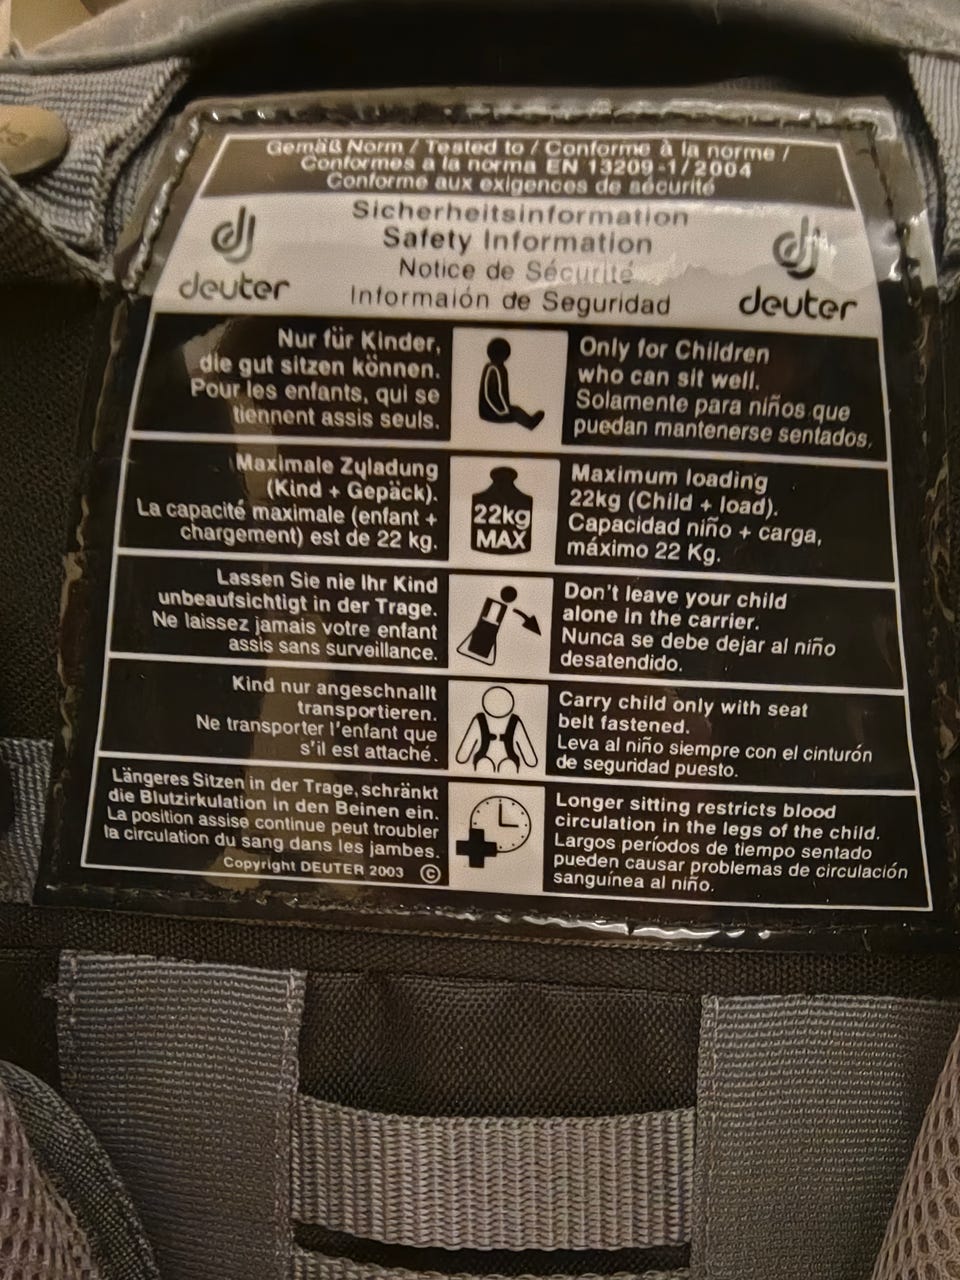 Gemäß Norm / Tested to / Conforme à la norme /
Conformes a la norma EN 13209-1/2004
Conforme aux exigences de sécurité
Sicherheitsinformation
Safety Information
Notice de Sécurité
Informaión de Seguridad
deuter
deuter
Nur für Kinder,
die gut sitzen können.
Pour les enfants, qui se
tiennent assis seuls.
Only for Children
who can sit well.
Solamente para niños que
puedan mantenerse sentados.
Maximale Zyladung
(Kind + Gepäck).
La capacité maximale (enfant +
chargement) est de 22 kg.
22kg
MAX
Maximum loading
22kg (Child + load).
Capacidad niño + carga,
máximo 22 Kg.
Lassen Sie nie Ihr Kind
unbeaufsichtigt in der Trage.
Ne laissez jamais votre enfant
assis sans surveillance.
Don't leave your child
alone in the carrier.
Nunca se debe dejar al niño
desatendido.
Kind nur angeschnallt
transportieren.
Ne transporter l'enfant que
s'il est attaché.
Carry child only with seat
belt fastened.
Leva al niño siempre con el cinturón
de seguridad puesto.
Längeres Sitzen in der Trage, schränkt
die Blutzirkulation in den Beinen ein.
La position assise continue peut troubler
la circulation du sang dans les jambes.
Copyright DEUTER 2003 ©
Longer sitting restricts blood
circulation in the legs of the child.
Largos períodos de tiempo sentado
pueden causar problemas de circulación
sanguínea al niño.